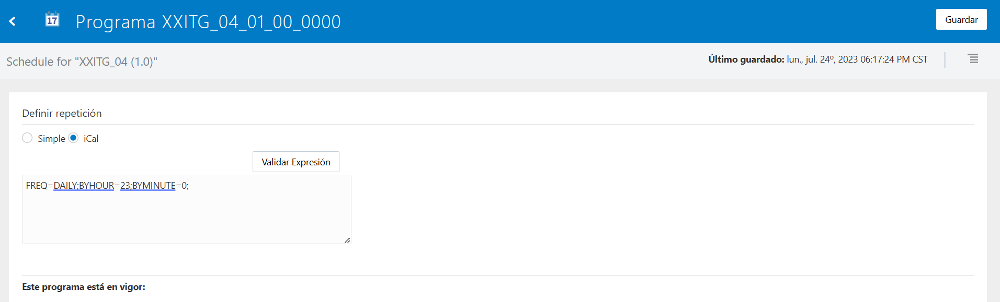 17
Programa XXITG_04_01_00_0000
Guardar
Schedule for "XXITG_04 (1.0)"
Último guardado: lun., jul. 24º, 2023 06:17:24 PM CST
Definir repetición
Simple iCal
Validar Expresión
FREQ=DAILY;BYHOUR=23;BYMINUTE=0;
Este programa está en vigor: